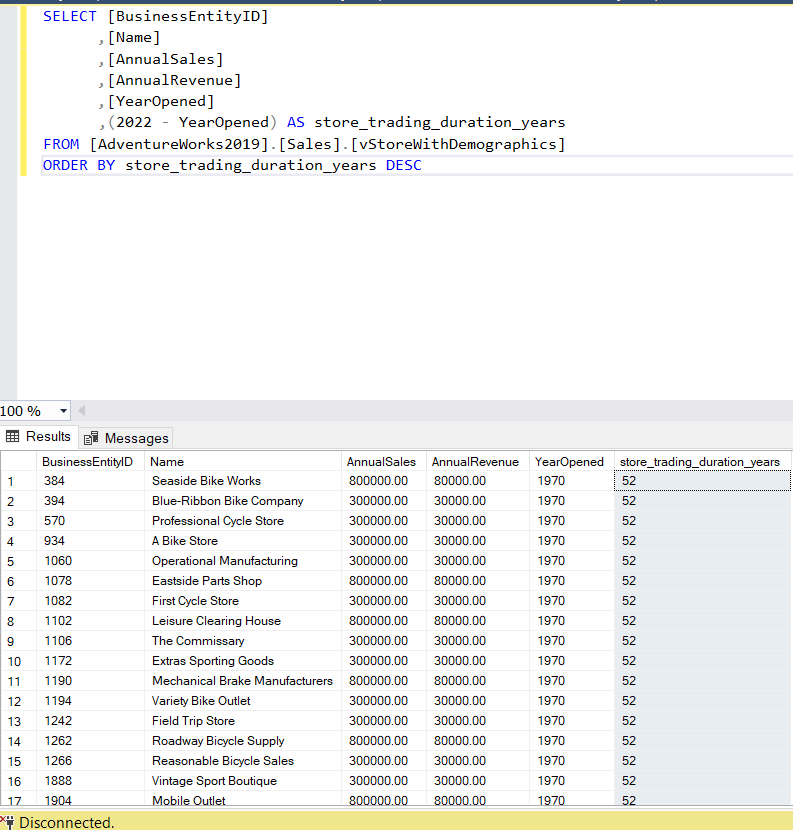 SELECT [BusinessEntityID]
,[Name]
,[AnnualSales]
,[AnnualRevenue]
,[YearOpened]
,(2022 - YearOpened) AS store_trading_duration_years
FROM [AdventureWorks2019].[Sales].[vStoreWithDemographics]
ORDER BY store_trading_duration_years DESC
100 %
Results Messages
BusinessEntityID Name AnnualSales AnnualRevenue YearOpened store_trading_duration_years
1 384 Seaside Bike Works 800000.00 80000.00 1970 52
2 394 Blue-Ribbon Bike Company 300000.00 30000.00 1970 52
3 570 Professional Cycle Store 300000.00 30000.00 1970 52
4 934 A Bike Store 300000.00 30000.00 1970 52
5 1060 Operational Manufacturing 300000.00 30000.00 1970 52
6 1078 Eastside Parts Shop 800000.00 80000.00 1970 52
7 1082 First Cycle Store 300000.00 30000.00 1970 52
8 1102 Leisure Clearing House 800000.00 80000.00 1970 52
9 1106 The Commissary 300000.00 30000.00 1970 52
10 1172 Extras Sporting Goods 300000.00 30000.00 1970 52
11 1190 Mechanical Brake Manufacturers 800000.00 80000.00 1970 52
12 1194 Variety Bike Outlet 300000.00 30000.00 1970 52
13 1242 Field Trip Store 300000.00 30000.00 1970 52
14 1262 Roadway Bicycle Supply 800000.00 80000.00 1970 52
15 1266 Reasonable Bicycle Sales 300000.00 30000.00 1970 52
16 1888 Vintage Sport Boutique 300000.00 30000.00 1970 52
17 1904 Mobile Outlet 800000.00 80000.00 1970 52
Disconnected.